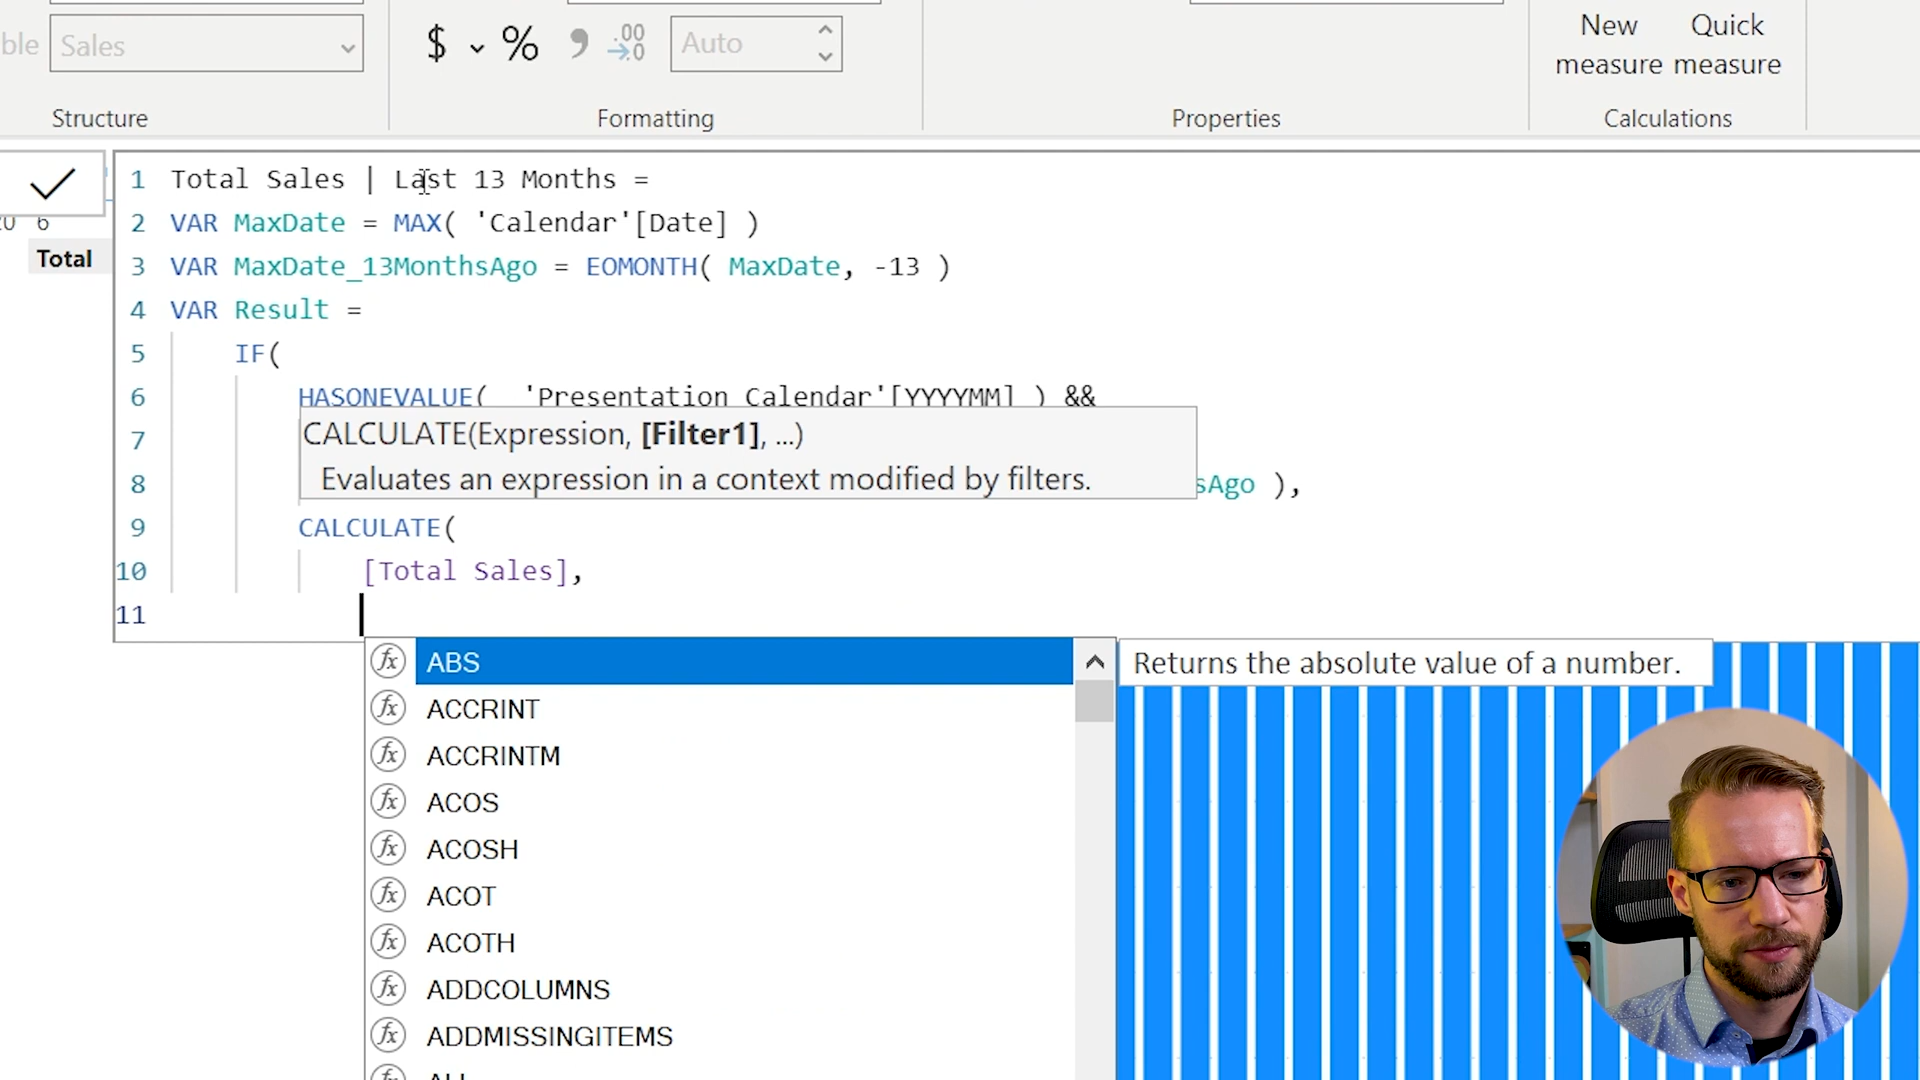 ble Sales
$ % .00 Auto
Structure
Formatting
Properties
New measure
Quick measure
Calculations
6
Total
1 Total Sales | Last 13 Months =
2 VAR MaxDate = MAX( 'Calendar'[Date] )
3 VAR MaxDate_13MonthsAgo = EOMONTH( MaxDate, -13 )
4 VAR Result =
5 IF(
6 HASONEVALUE( 'Presentation Calendar'[YYYYMM] ) &&
7
CALCULATE(Expression, [Filter1], ...)
Evaluates an expression in a context modified by filters.
8 sAgo ),
9 CALCULATE(
10 [Total Sales],
11
ABS
Returns the absolute value of a number.
ACCRINT
ACCRINTM
ACOS
ACOSH
ACOT
ACOTH
ADDCOLUMNS
ADDMISSINGITEMS